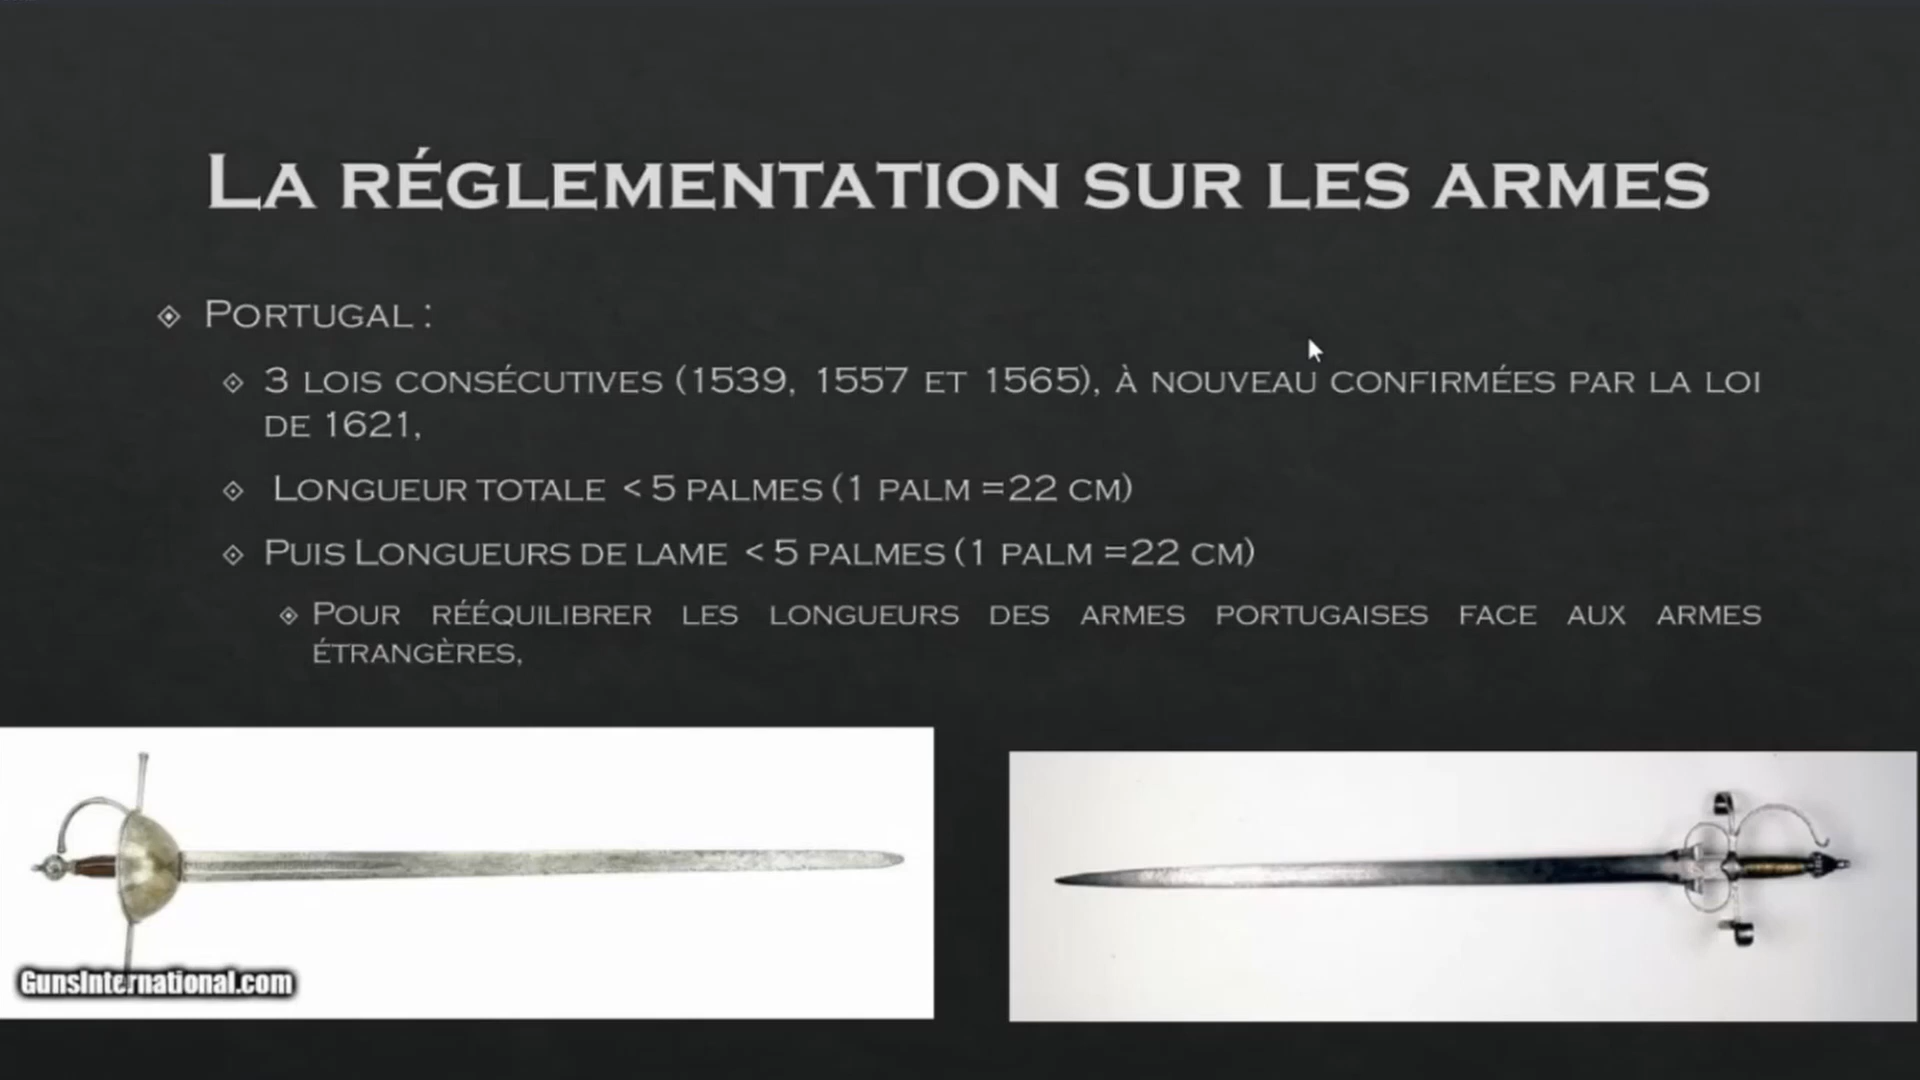 La réglementation sur les armes
Portugal :
3 lois consécutives (1539, 1557 et 1565), à nouveau confirmées par la loi
de 1621,
Longueur totale < 5 palmes (1 palm =22 cm)
Puis Longueurs de lame < 5 palmes (1 palm =22 cm)
Pour rééquilibrer les longueurs des armes portugaises face aux armes
étrangères,
GunsInternational.com